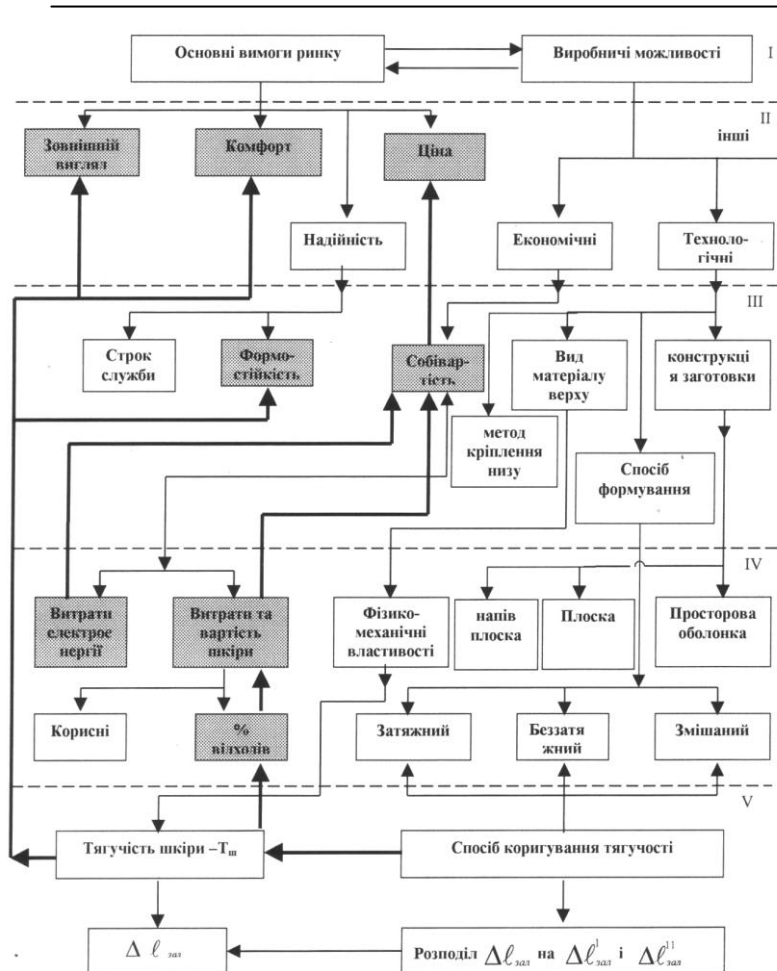 Основні вимоги ринку
Виробничі можливості
I
II
інші
Зовнішній
вигляд
Комфорт
Ціна
Надійність
Економічні
Техноло-
гічні
III
Строк
служби
Формо-
стійкість
Собівар-
тість
Вид
матеріалу
верху
конструкці
я заготовки
метод
кріплення
низу
Спосіб
формування
IV
Витрати
електрое
нергії
Витрати та
вартість
шкіри
Фізико-
механічні
властивості
напів
плоска
Плоска
Просторова
оболонка
Корисні
%
відходів
Затяжний
Беззатя
жний
Змішаний
V
Тягучість шкіри –Тш
Спосіб коригування тягучості
Δ ℓ зал
Розподіл Δℓзал на Δℓ¹зал і Δℓ¹¹зал